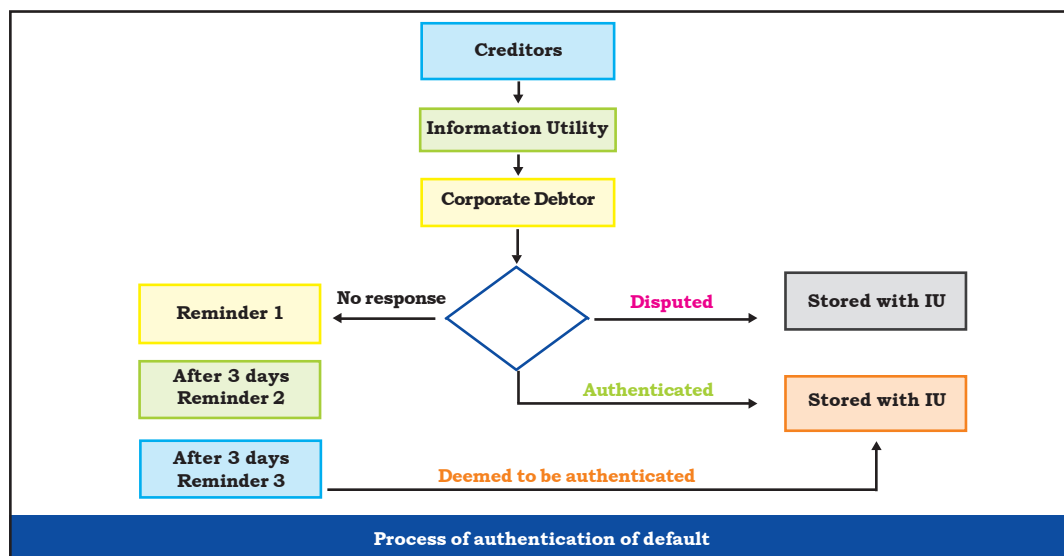 Creditors
Information Utility
Corporate Debtor
No response
Disputed
Stored with IU
Reminder 1
After 3 days
Reminder 2
Authenticated
Stored with IU
After 3 days
Reminder 3
Deemed to be authenticated
Process of authentication of default